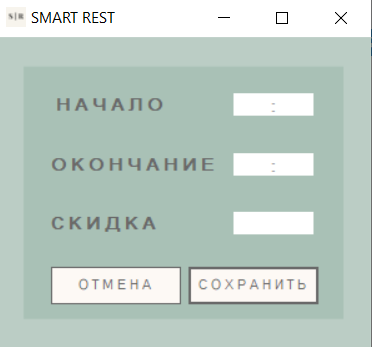 S|R SMART REST
НАЧАЛО _:_
ОКОНЧАНИЕ _:_
СКИДКА
ОТМЕНА СОХРАНИТЬ